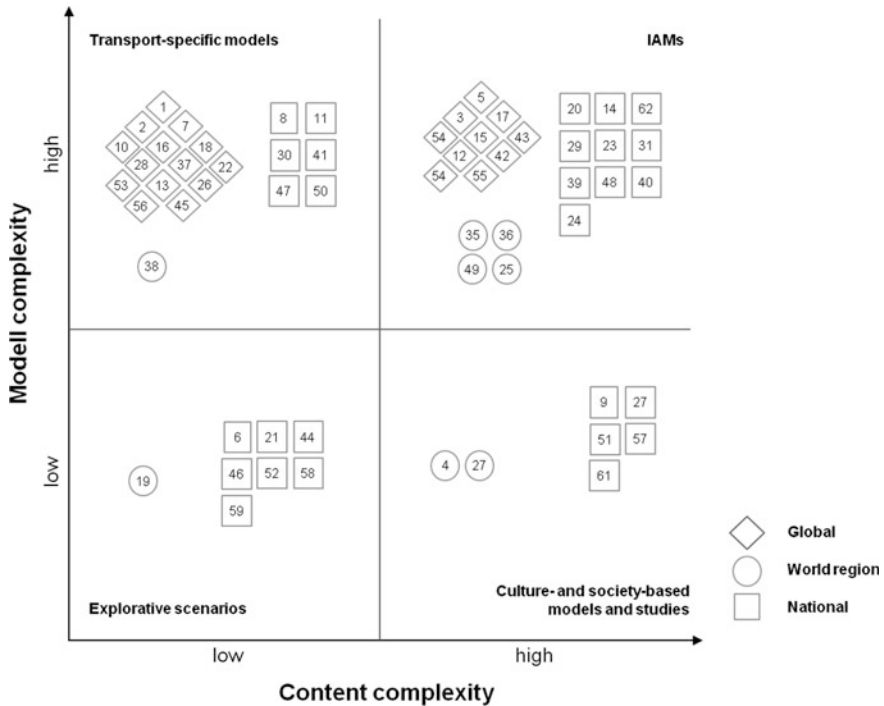 Transport-specific models
IAMs
1
2 7
10 16 18
28 37 22
53 13 26
56 45
38
8 11
30 41
47 50
5
3 17
54 15 43
12 42
54 55
35 36
49 25
20 14 62
29 23 31
39 48 40
24
high
Modell complexity
low
19
6 21 44
46 52 58
59
4 27
9 27
51 57
61
Explorative scenarios
Culture- and society-based
models and studies
Global
World region
National
low
high
Content complexity